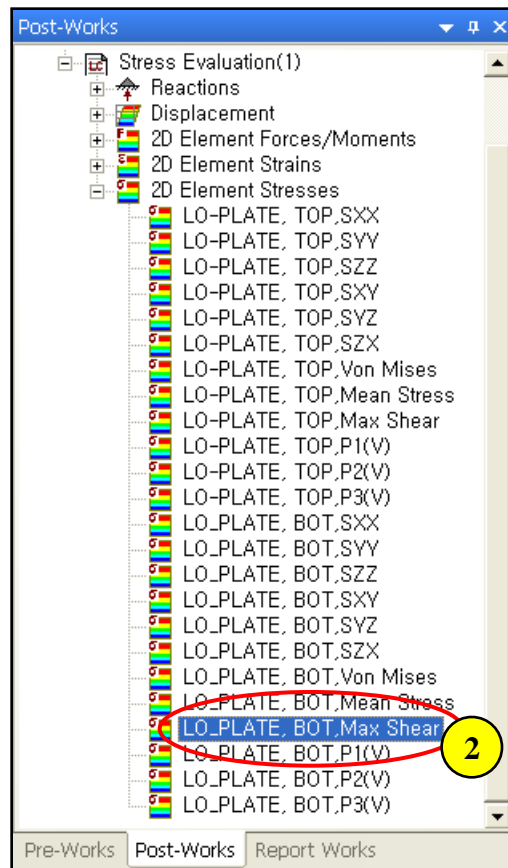 Post-Works
Stress Evaluation(1)
Reactions
Displacement
2D Element Forces/Moments
2D Element Strains
2D Element Stresses
LO-PLATE, TOP,SXX
LO-PLATE, TOP,SYY
LO-PLATE, TOP,SZZ
LO-PLATE, TOP,SXY
LO-PLATE, TOP,SYZ
LO-PLATE, TOP,SZX
LO-PLATE, TOP,Von Mises
LO-PLATE, TOP,Mean Stress
LO-PLATE, TOP,Max Shear
LO-PLATE, TOP,P1(V)
LO-PLATE, TOP,P2(V)
LO-PLATE, TOP,P3(V)
LO_PLATE, BOT,SXX
LO_PLATE, BOT,SYY
LO_PLATE, BOT,SZZ
LO_PLATE, BOT,SXY
LO_PLATE, BOT,SYZ
LO_PLATE, BOT,SZX
LO_PLATE, BOT,Von Mises
LO_PLATE, BOT,Mean Stress
LO_PLATE, BOT,Max Shear
2
LO_PLATE, BOT,P1(V)
LO_PLATE, BOT,P2(V)
LO_PLATE, BOT,P3(V)
Pre-Works Post-Works Report Works